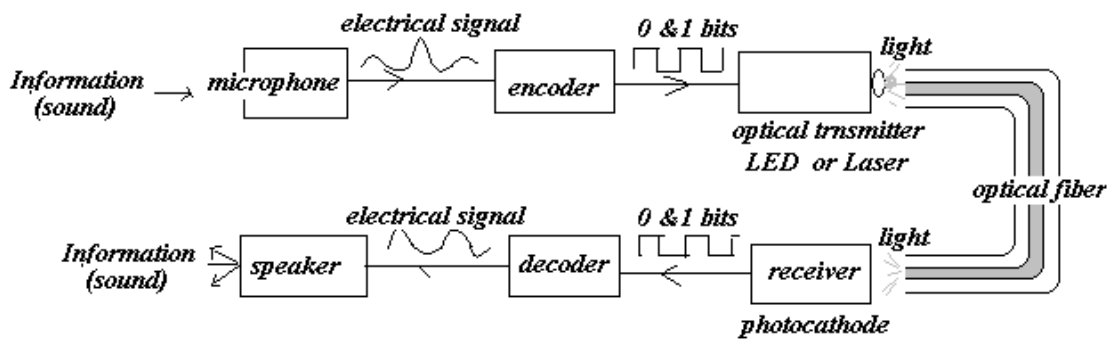 electrical signal
0 &1 bits
light
Information
(sound)
microphone
encoder
optical trnsmitter
LED or Laser
optical fiber
electrical signal
0 &1 bits
light
Information
(sound)
speaker
decoder
receiver
photocathode